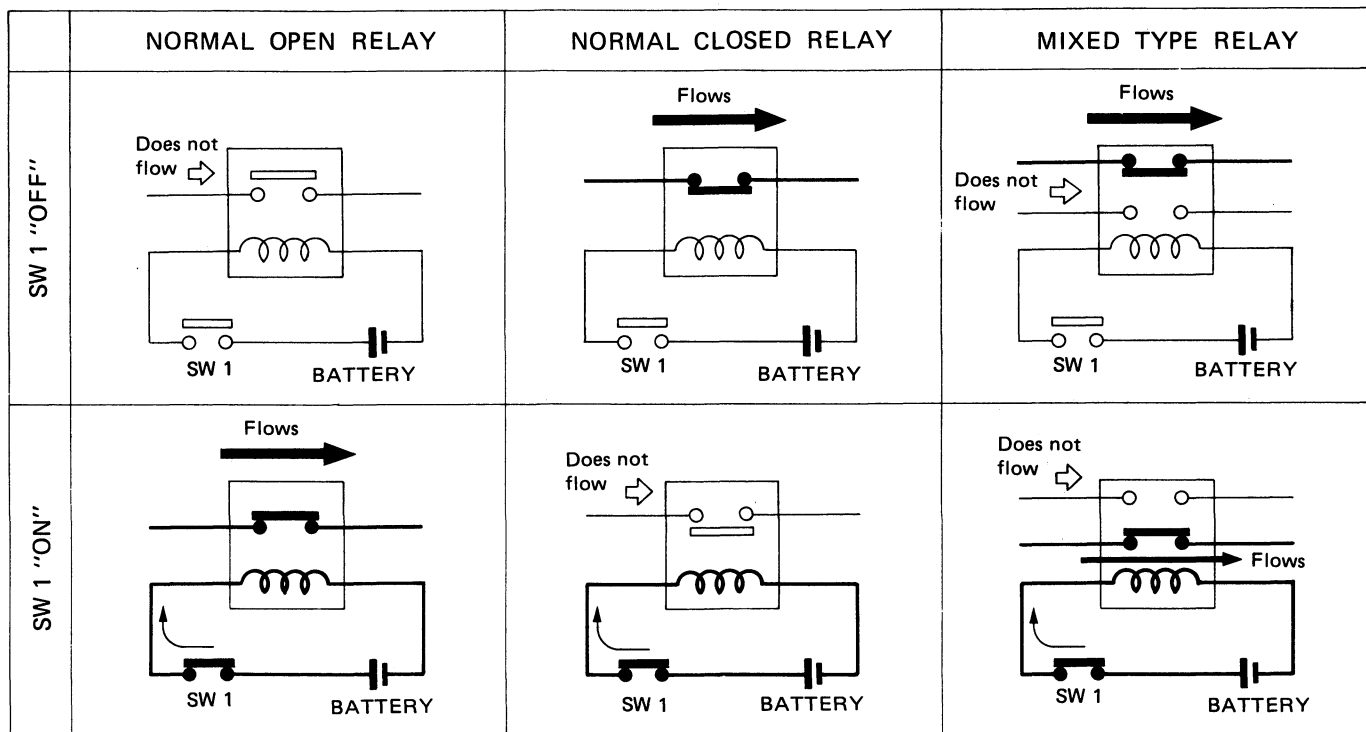 NORMAL OPEN RELAY
NORMAL CLOSED RELAY
MIXED TYPE RELAY
SW 1 "OFF"
Does not
flow
SW 1
BATTERY
Flows
SW 1
BATTERY
Flows
Does not
flow
SW 1
BATTERY
SW 1 "ON"
Flows
SW 1
BATTERY
Does not
flow
SW 1
BATTERY
Does not
flow
Flows
SW 1
BATTERY